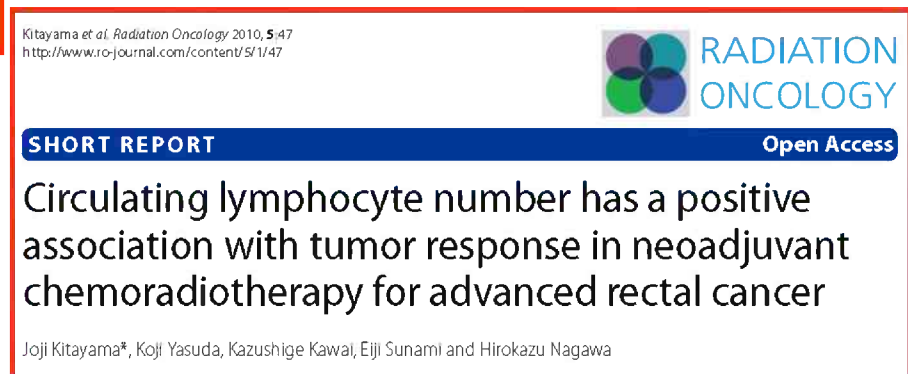 Kitayama et al. Radiation Oncology 2010, 5:47
http://www.ro-journal.com/content/5/1/47
RADIATION
ONCOLOGY
SHORT REPORT
Open Access
Circulating lymphocyte number has a positive
association with tumor response in neoadjuvant
chemoradiotherapy for advanced rectal cancer
Joji Kitayama*, Koji Yasuda, Kazushige Kawai, Eiji Sunami and Hirokazu Nagawa